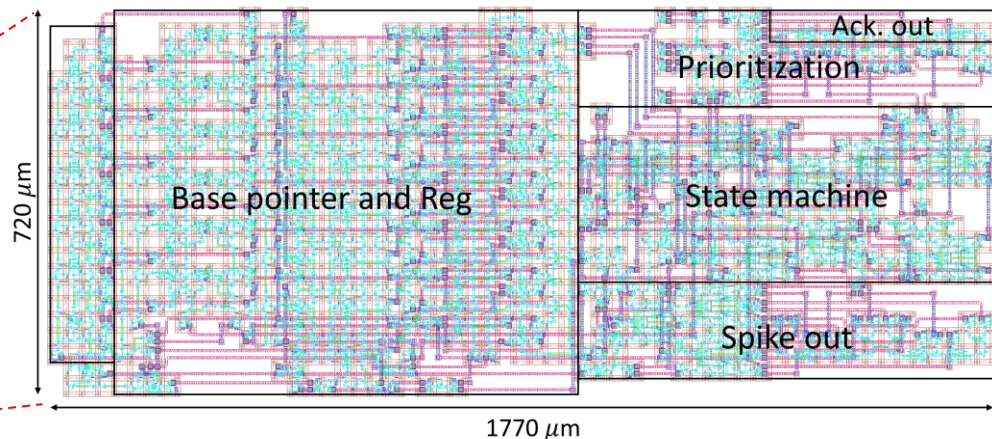 Ack. out
Prioritization
Base pointer and Reg
State machine
Spike out
720 μm
1770 μm